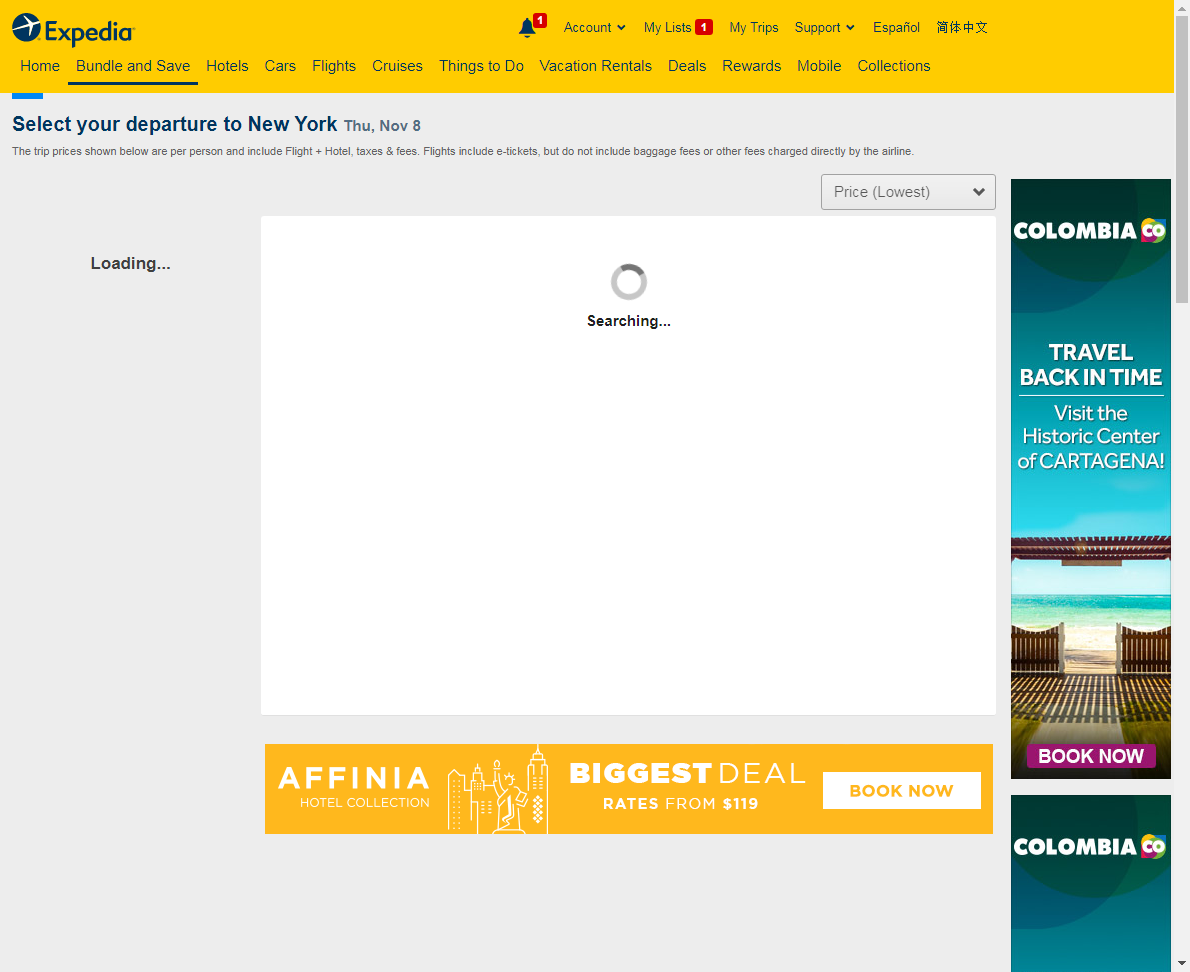 Expedia
1
Account
My Lists 1
My Trips
Support
Español
简体中文
Home
Bundle and Save
Hotels
Cars
Flights
Cruises
Things to Do
Vacation Rentals
Deals
Rewards
Mobile
Collections
Select your departure to New York Thu, Nov 8
The trip prices shown below are per person and include Flight + Hotel, taxes & fees. Flights include e-tickets, but do not include baggage fees or other fees charged directly by the airline.
Price (Lowest)
Loading...
Searching...
COLOMBIA CO
TRAVEL
BACK IN TIME
Visit the
Historic Center
of CARTAGENA!
BOOK NOW
AFFINIA
HOTEL COLLECTION
BIGGEST DEAL
RATES FROM $119
BOOK NOW
COLOMBIA CO